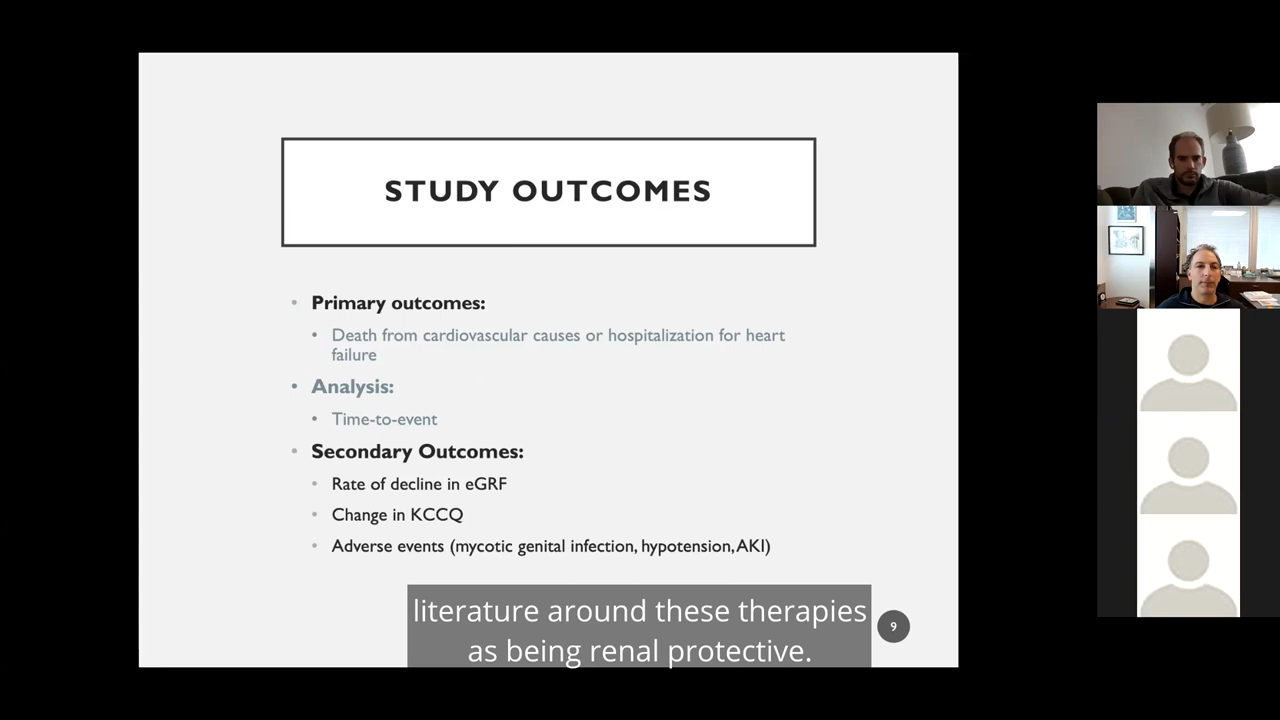 STUDY OUTCOMES
• Primary outcomes:
• Death from cardiovascular causes or hospitalization for heart
failure
• Analysis:
• Time-to-event
• Secondary Outcomes:
• Rate of decline in eGRF
• Change in KCCQ
• Adverse events (mycotic genital infection, hypotension, AKI)
literature around these therapies
as being renal protective.
9